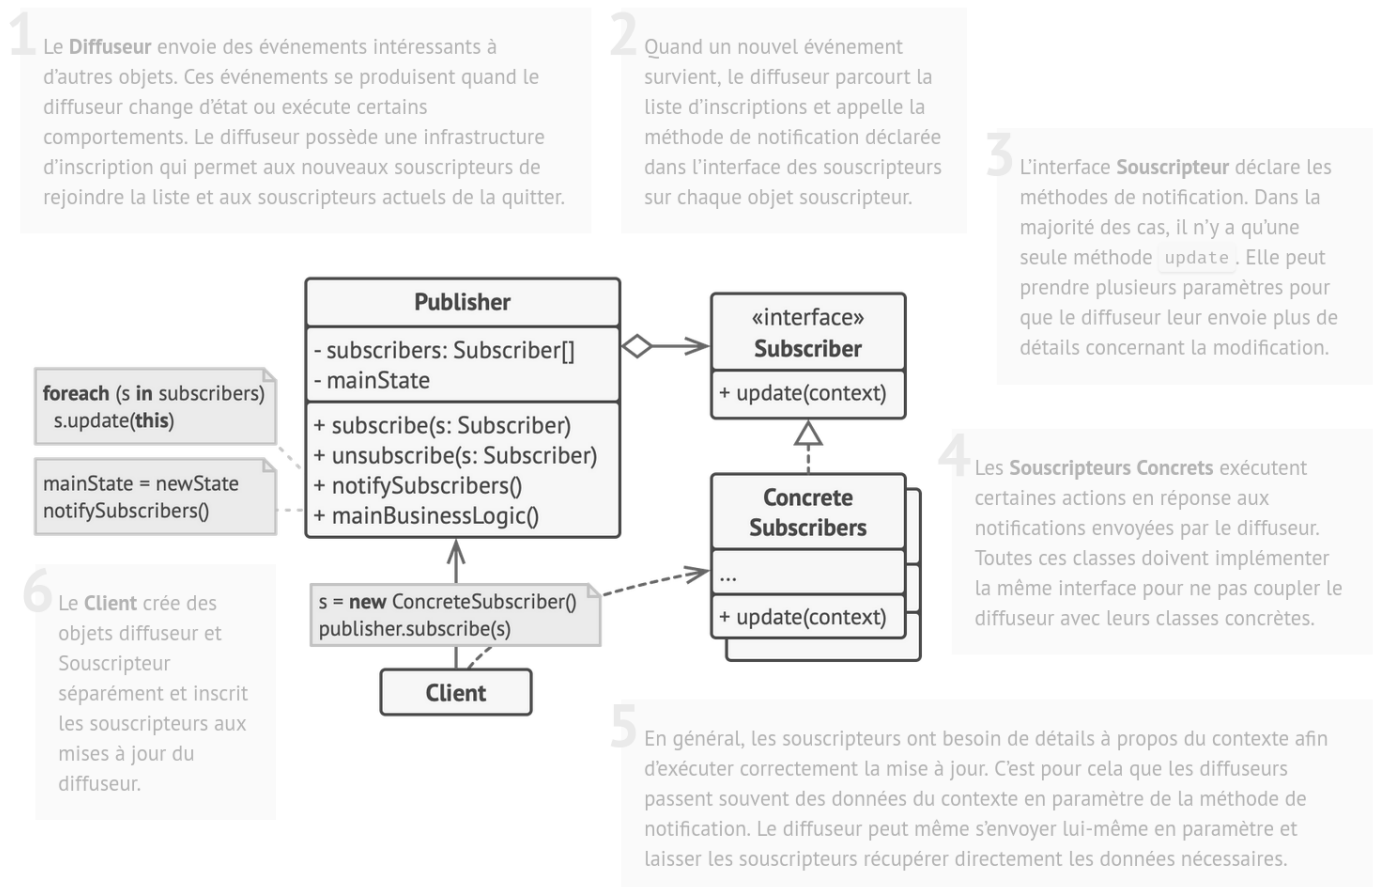 1
Le Diffuseur envoie des événements intéressants à
d’autres objets. Ces événements se produisent quand le
diffuseur change d’état ou exécute certains
comportements. Le diffuseur possède une infrastructure
d’inscription qui permet aux nouveaux souscripteurs de
rejoindre la liste et aux souscripteurs actuels de la quitter.
2
Quand un nouvel événement
survient, le diffuseur parcourt la
liste d’inscriptions et appelle la
méthode de notification déclarée
dans l’interface des souscripteurs
sur chaque objet souscripteur.
3
L’interface Souscripteur déclare les
méthodes de notification. Dans la
majorité des cas, il n’y a qu’une
seule méthode update. Elle peut
prendre plusieurs paramètres pour
que le diffuseur leur envoie plus de
détails concernant la modification.
Publisher
- subscribers: Subscriber[]
- mainState
+ subscribe(s: Subscriber)
+ unsubscribe(s: Subscriber)
+ notifySubscribers()
+ mainBusinessLogic()
«interface»
Subscriber
+ update(context)
foreach (s in subscribers)
s.update(this)
mainState = newState
notifySubscribers()
Concrete
Subscribers
...
+ update(context)
4
Les Souscripteurs Concrets exécutent
certaines actions en réponse aux
notifications envoyées par le diffuseur.
Toutes ces classes doivent implémenter
la même interface pour ne pas coupler le
diffuseur avec leurs classes concrètes.
s = new ConcreteSubscriber()
publisher.subscribe(s)
Client
6
Le Client crée des
objets diffuseur et
Souscripteur
séparément et inscrit
les souscripteurs aux
mises à jour du
diffuseur.
5
En général, les souscripteurs ont besoin de détails à propos du contexte afin
d’exécuter correctement la mise à jour. C’est pour cela que les diffuseurs
passent souvent des données du contexte en paramètre de la méthode de
notification. Le diffuseur peut même s’envoyer lui-même en paramètre et
laisser les souscripteurs récupérer directement les données nécessaires.